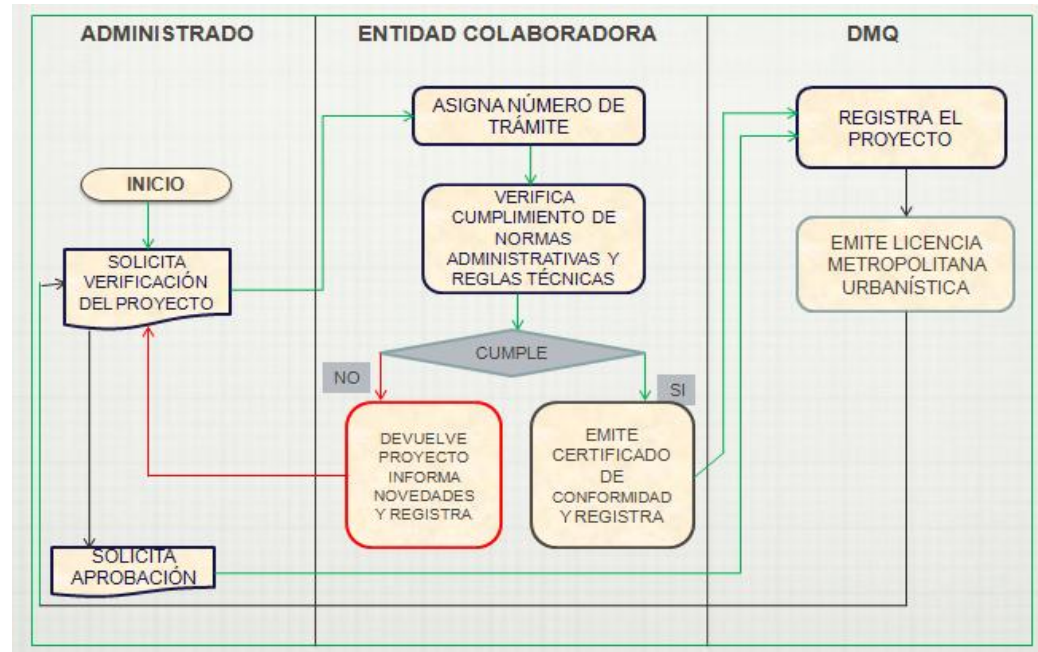 ADMINISTRADO
ENTIDAD COLABORADORA
DMQ
INICIO
SOLICITA
VERIFICACIÓN
DEL PROYECTO
SOLICITA
APROBACIÓN
ASIGNA NÚMERO DE
TRÁMITE
VERIFICA
CUMPLIMIENTO DE
NORMAS
ADMINISTRATIVAS Y
REGLAS TÉCNICAS
CUMPLE
NO
SI
DEVUELVE
PROYECTO
INFORMA
NOVEDADES
Y REGISTRA
EMITE
CERTIFICADO
DE
CONFORMIDAD
Y REGISTRA
REGISTRA EL
PROYECTO
EMITE LICENCIA
METROPOLITANA
URBANÍSTICA